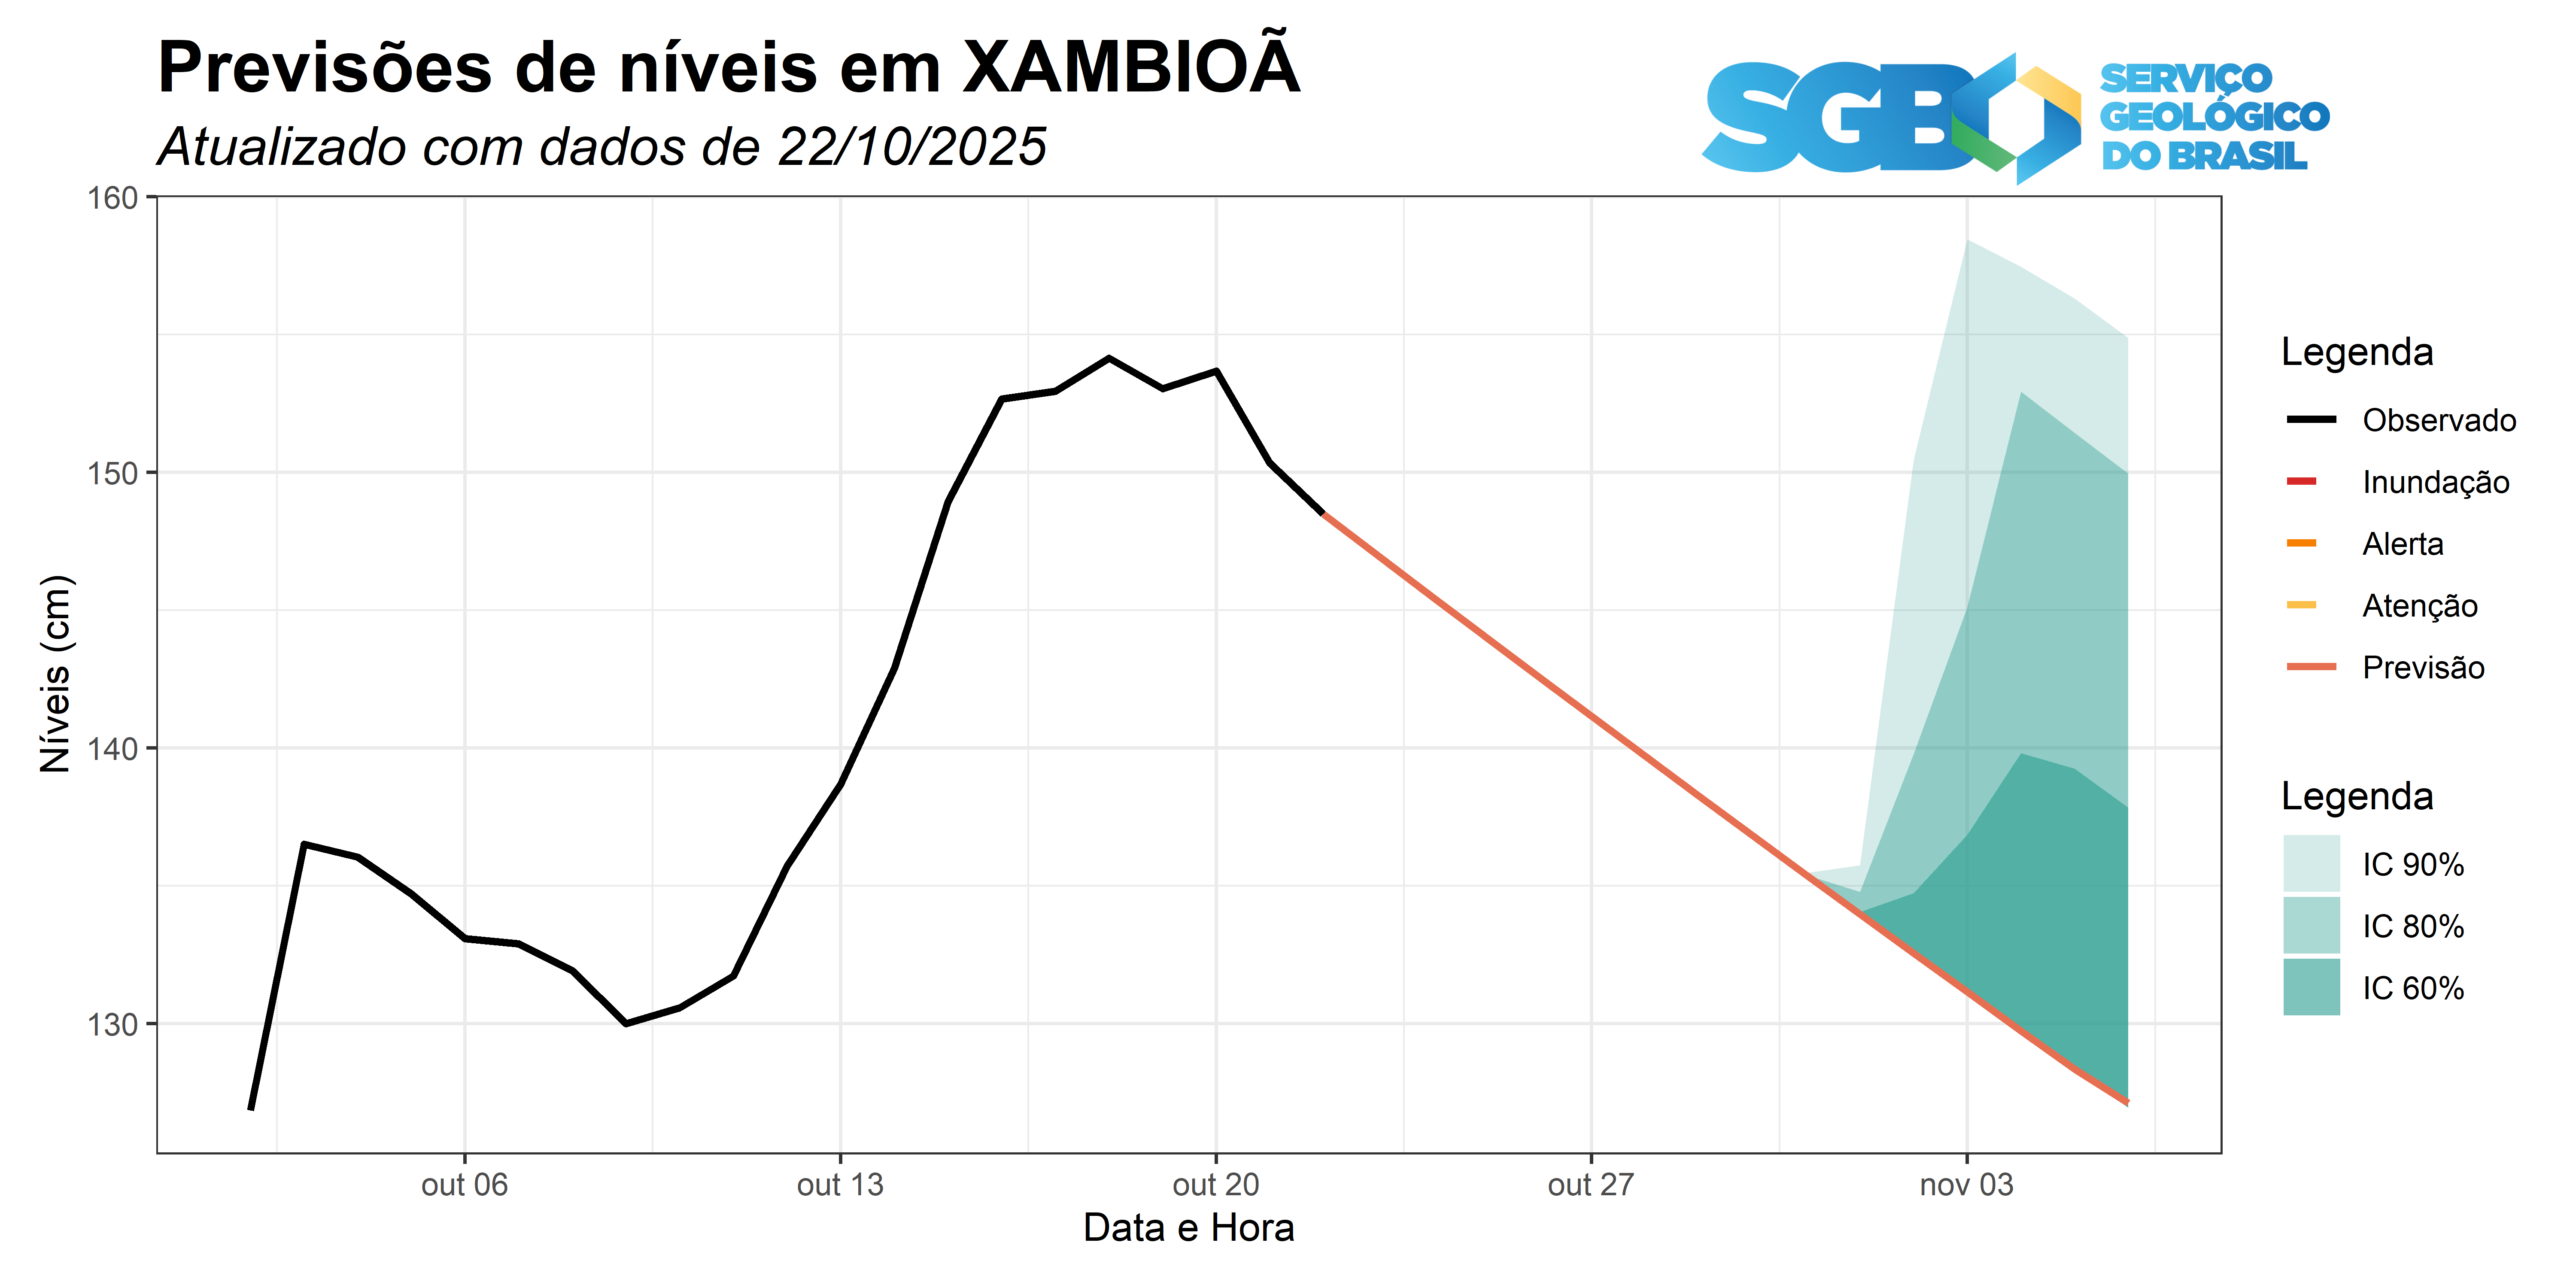 Previsões de níveis em XAMBIOÃ
Atualizado com dados de 22/10/2025
SGB
SERVIÇO
GEOLÓGICO
DO BRASIL
160
150
140
130
Níveis (cm)
out 06
out 13
out 20
out 27
nov 03
Data e Hora
Legenda
Observado
Inundação
Alerta
Atenção
Previsão
Legenda
IC 90%
IC 80%
IC 60%